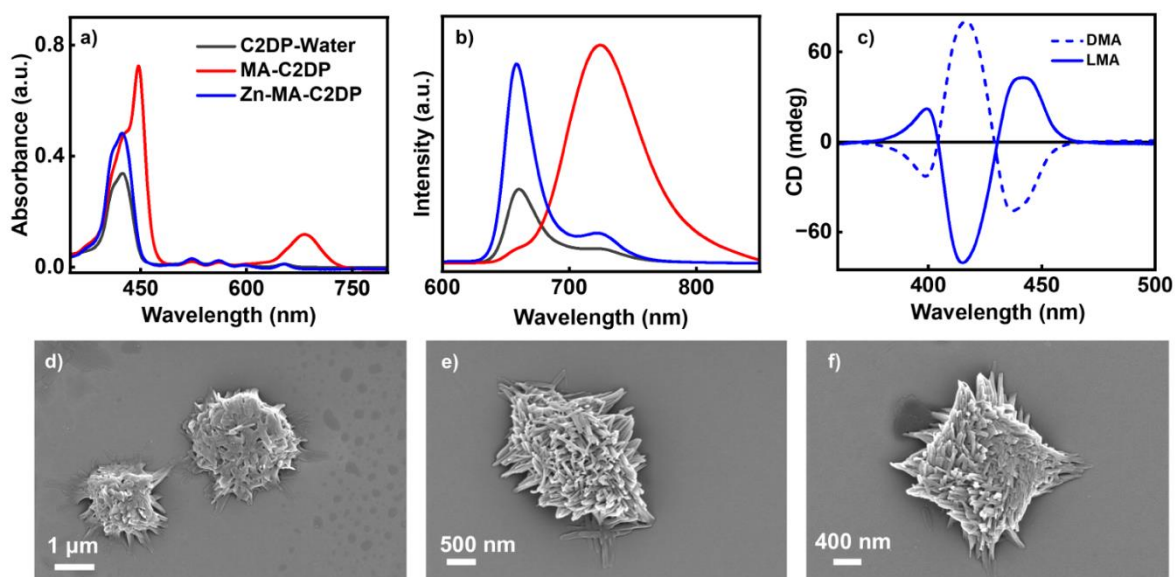 a)
C2DP-Water
MA-C2DP
Zn-MA-C2DP
Absorbance (a.u.)
0.8
0.4
0.0
450 600 750
Wavelength (nm)
b)
Intensity (a.u.)
600 700 800
Wavelength (nm)
c)
DMA
LMA
CD (mdeg)
60
0
−60
400 450 500
Wavelength (nm)
d)
1 μm
e)
500 nm
f)
400 nm